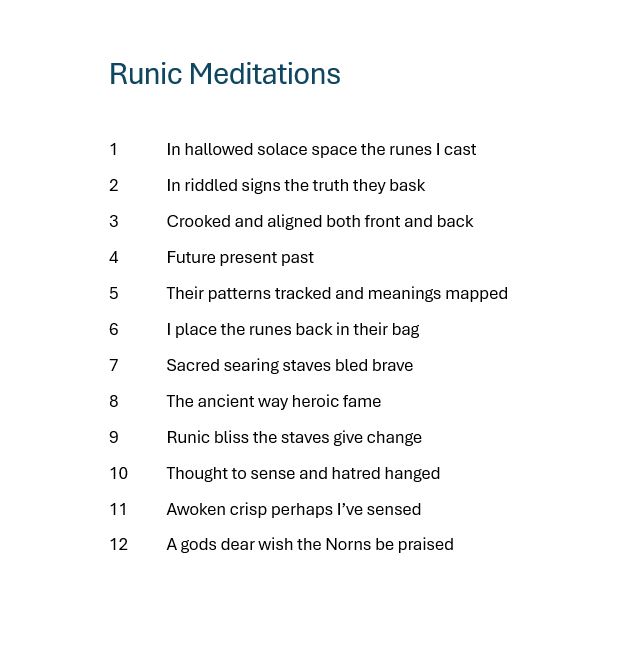 Runic Meditations
1 In hallowed solace space the runes I cast
2 In riddled signs the truth they bask
3 Crooked and aligned both front and back
4 Future present past
5 Their patterns tracked and meanings mapped
6 I place the runes back in their bag
7 Sacred searing staves bled brave
8 The ancient way heroic fame
9 Runic bliss the staves give change
10 Thought to sense and hatred hanged
11 Awoken crisp perhaps I’ve sensed
12 A gods dear wish the Norns be praised